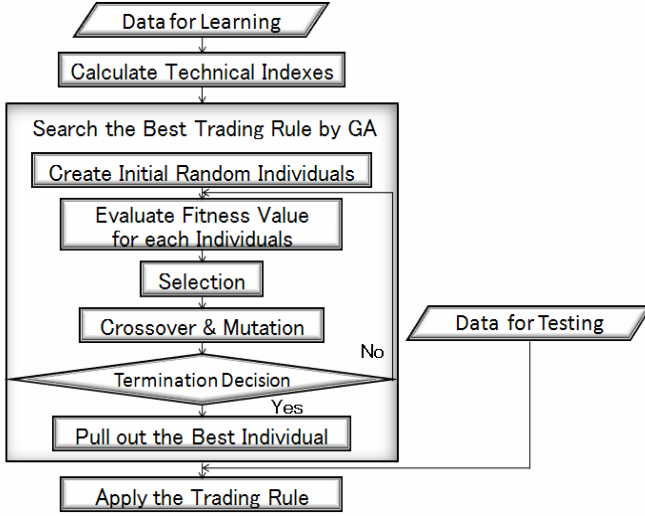 Data for Learning
Calculate Technical Indexes
Search the Best Trading Rule by GA
Create Initial Random Individuals
Evaluate Fitness Value
for each Individuals
Selection
Crossover & Mutation
Data for Testing
No
Termination Decision
Yes
Pull out the Best Individual
Apply the Trading Rule